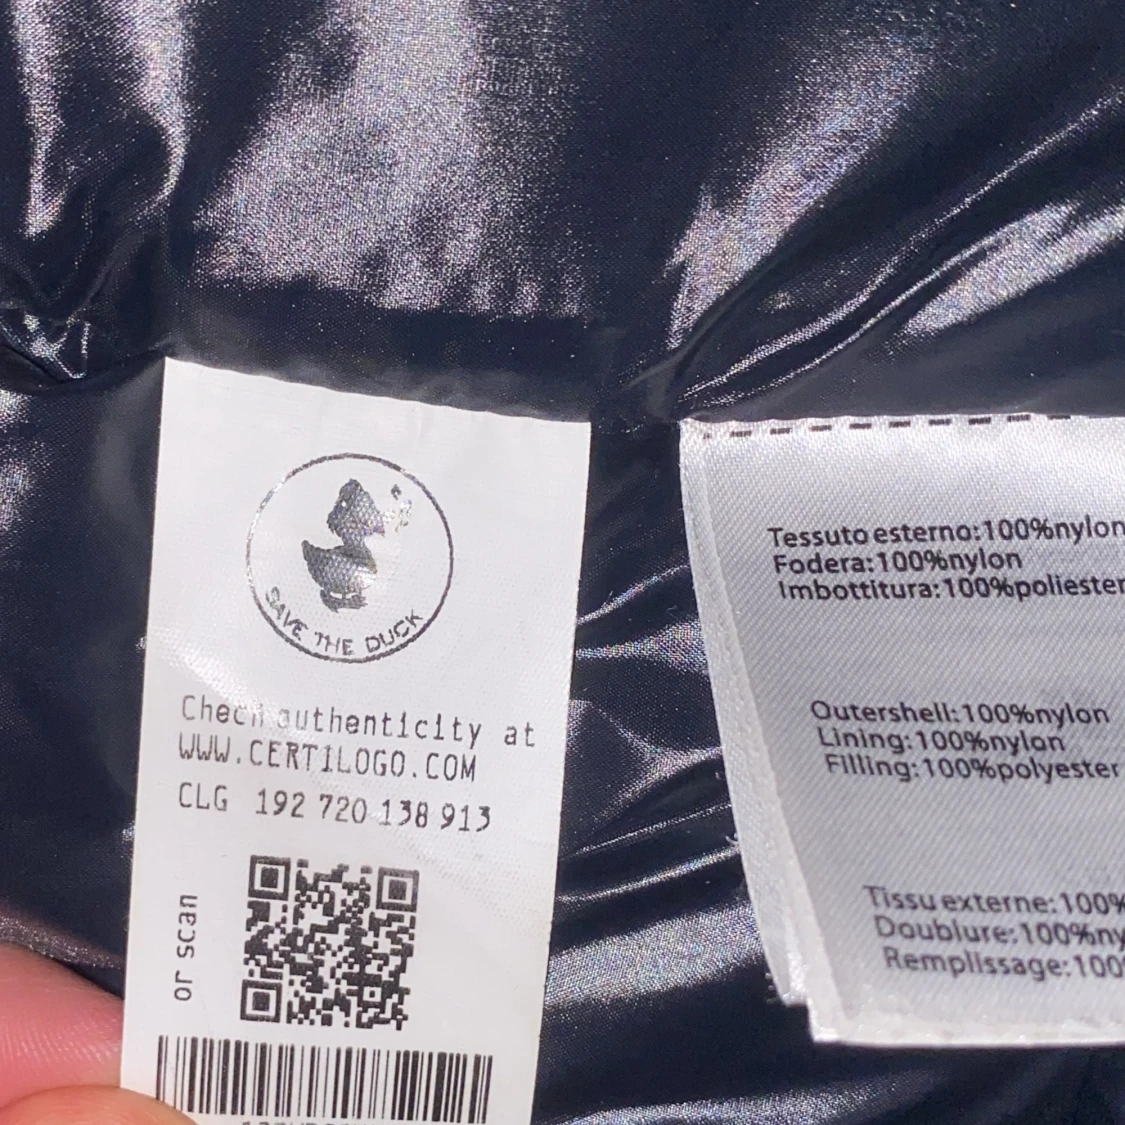 SAVE THE DUCK
Check authenticity at
WWW.CERTILOGO.COM
CLG 192 720 138 913
or scan
Tessuto esterno:100%nylon
Fodera:100%nylon
Imbottitura:100%poliester
Outershell:100%nylon
Lining:100%nylon
Filling:100%polyester
Tissu externe:100%
Doublure:100%ny
Remplissage:100